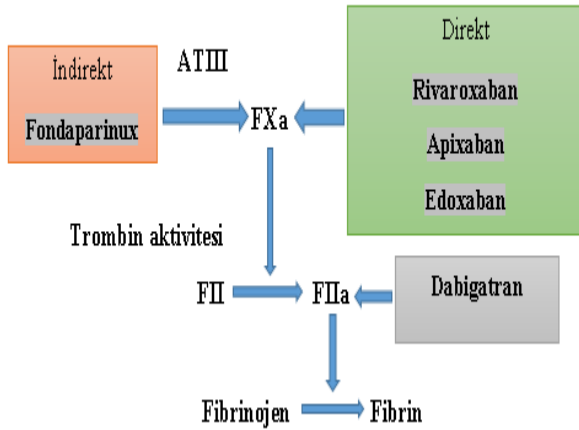 İndirekt
Fondaparinux
ATIII
FXa
Direkt
Rivaroxaban
Apixaban
Edoxaban
Trombin aktivitesi
FII
FIIa
Dabigatran
Fibrinojen
Fibrin